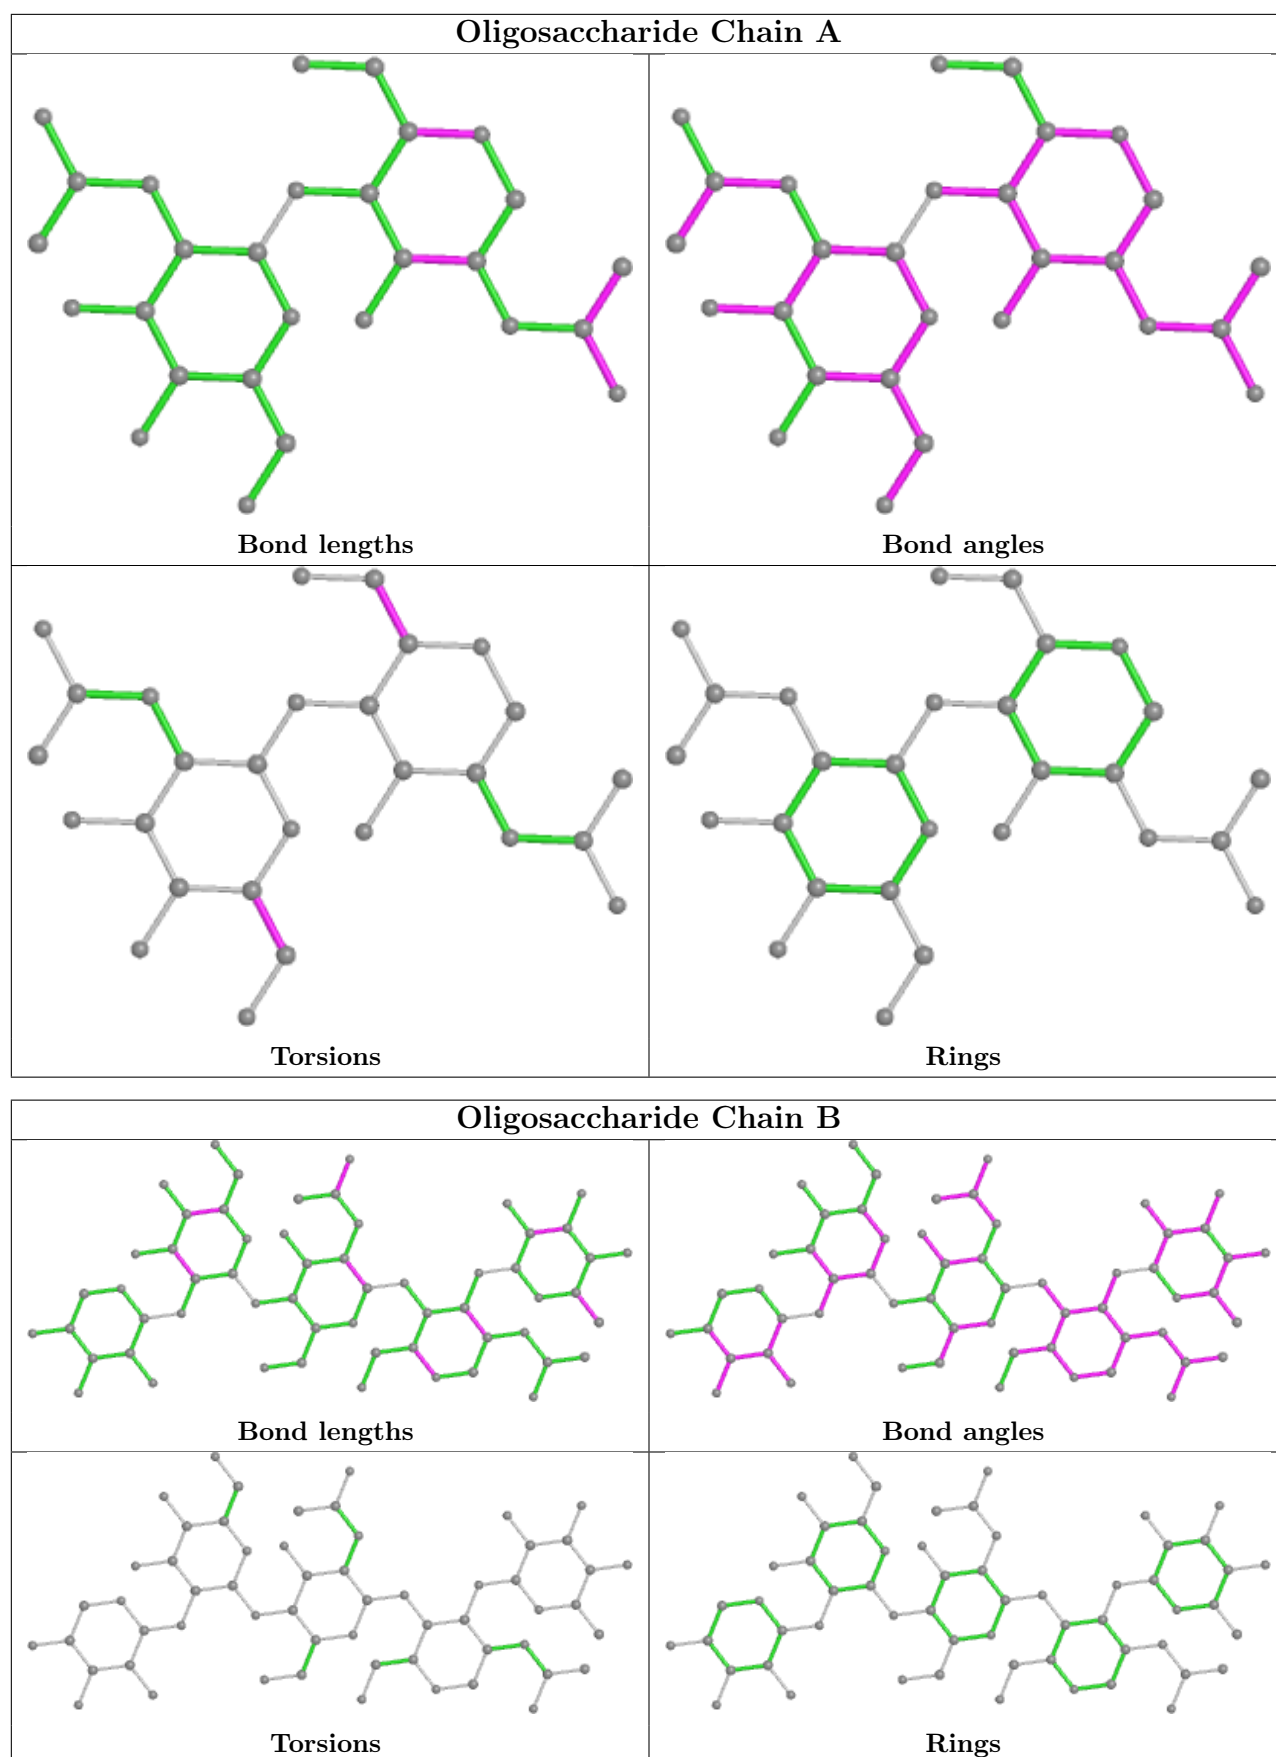 Oligosaccharide Chain A
Bond lengths
Bond angles
Torsions
Rings
Oligosaccharide Chain B
Bond lengths
Bond angles
Torsions
Rings